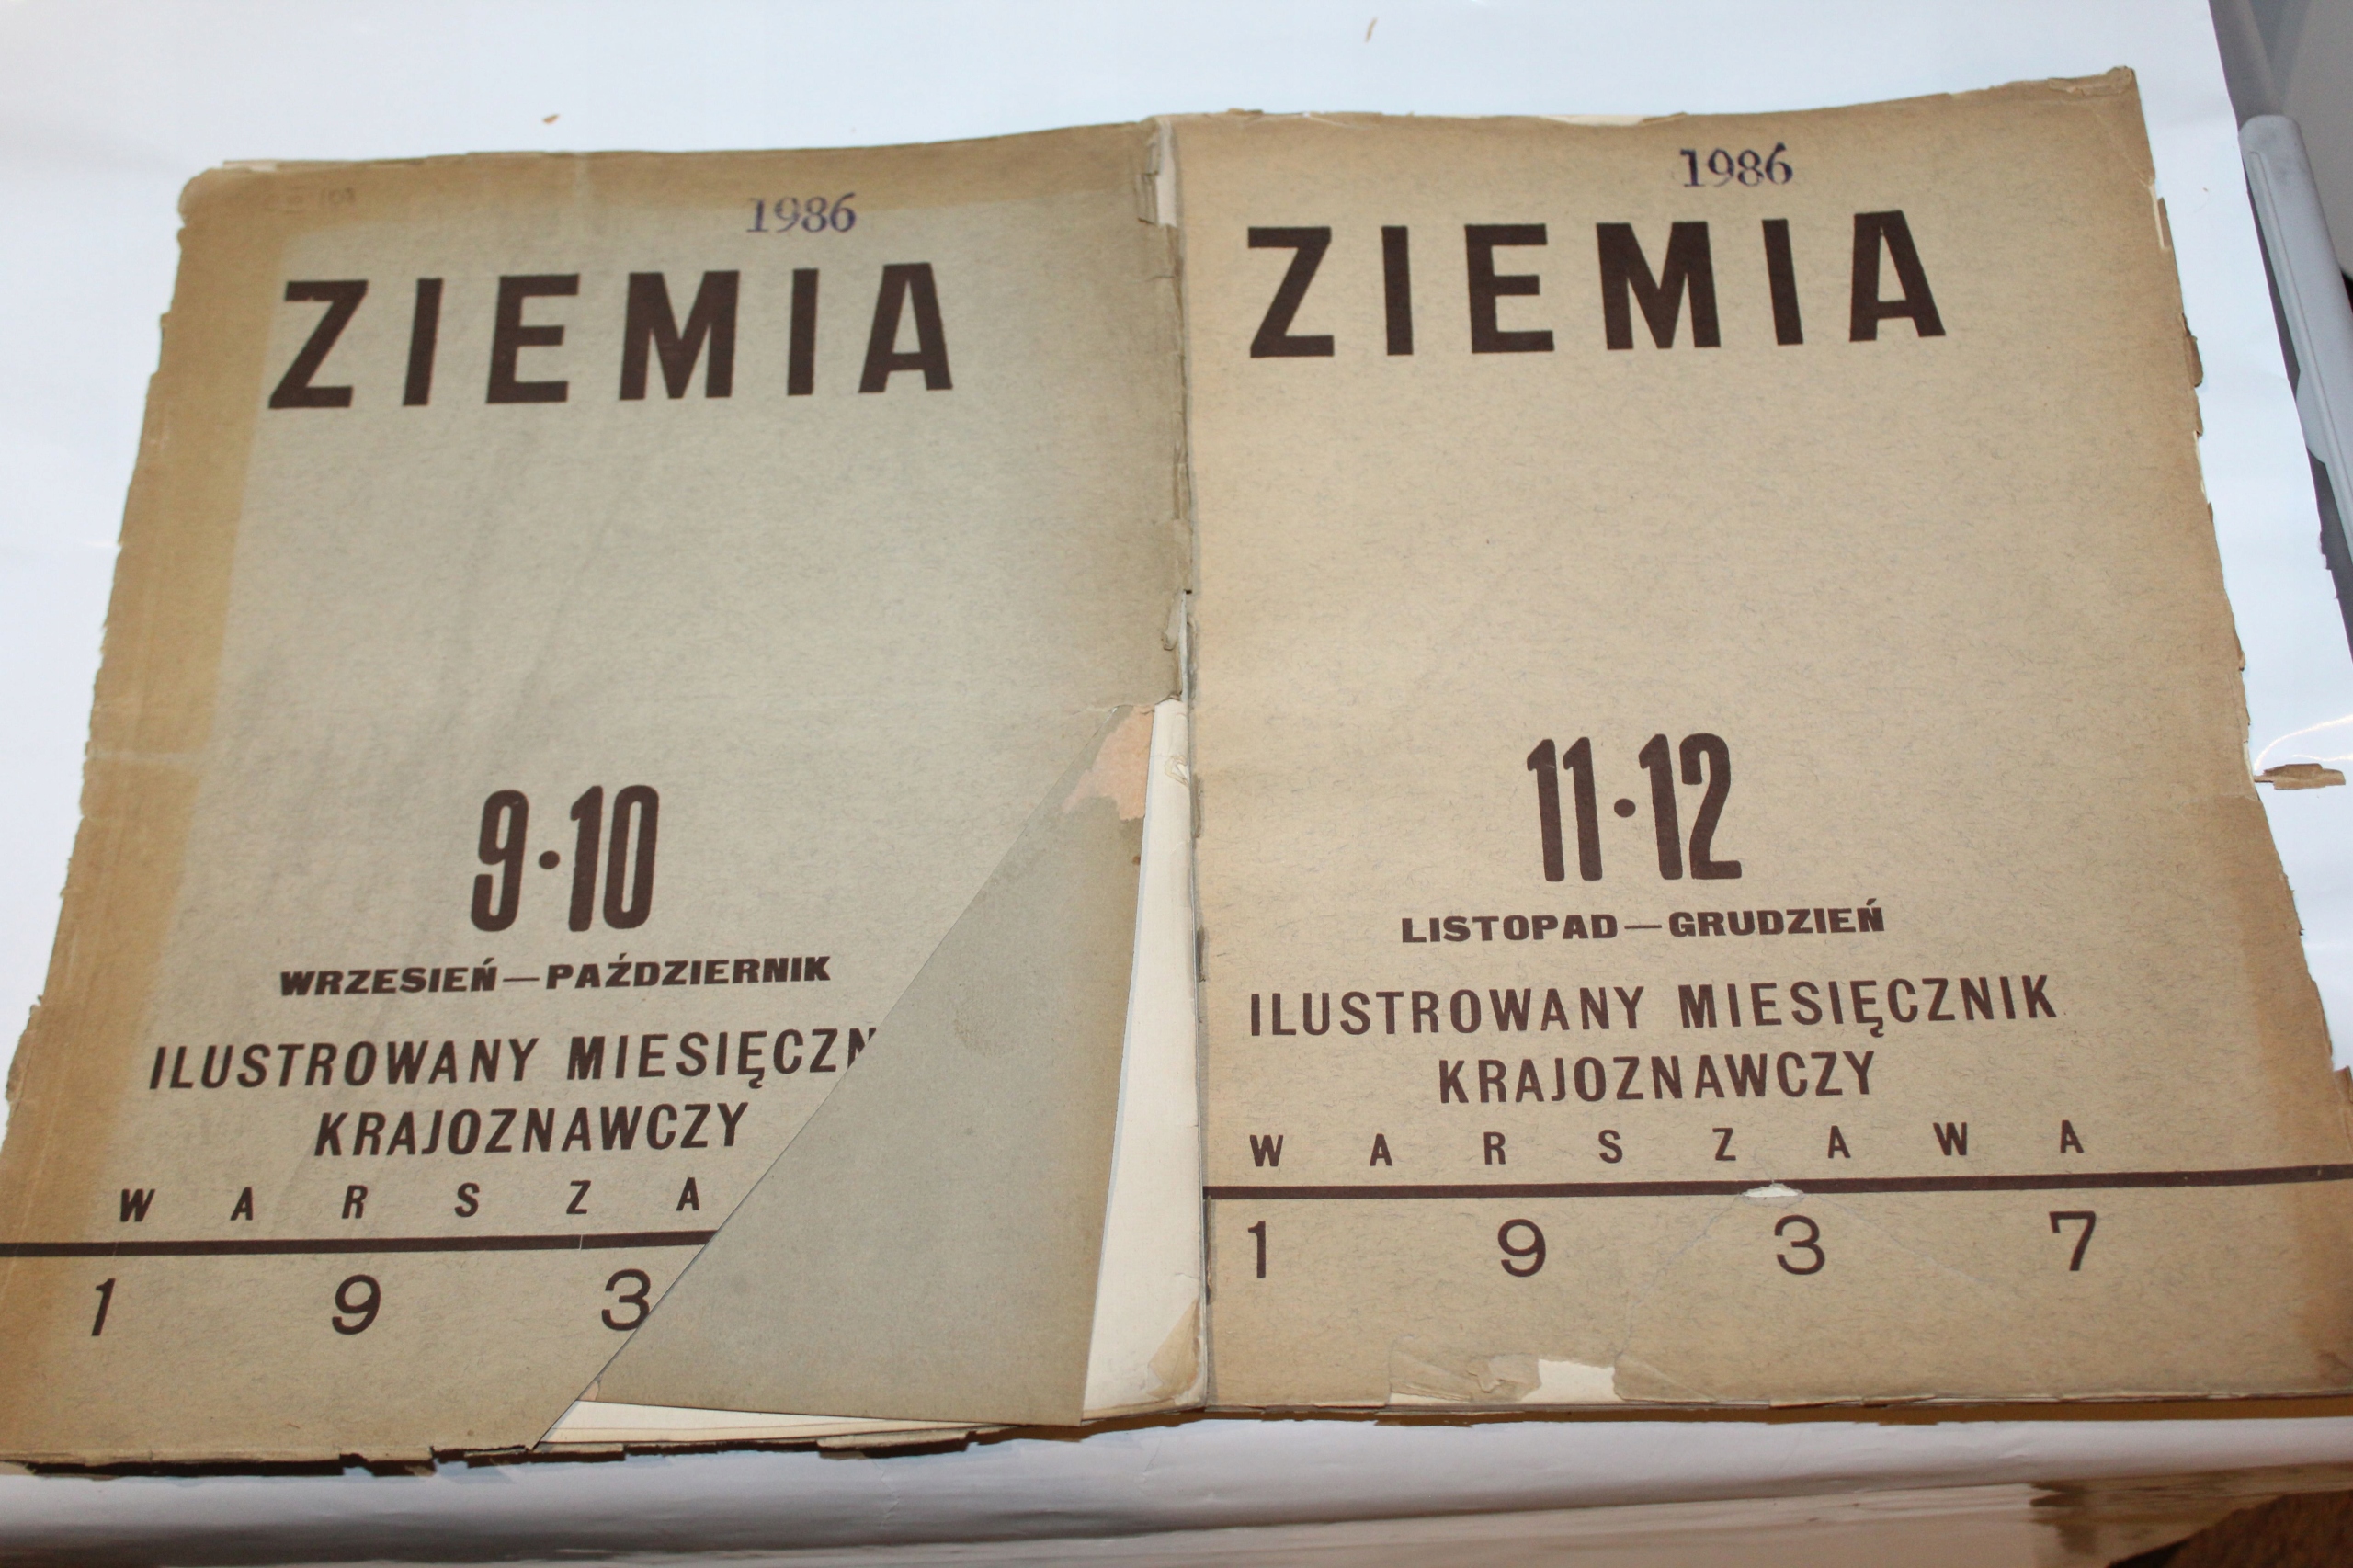 1986
ZIEMIA
9·10
WRZESIEŃ—PAŹDZIERNIK
ILUSTROWANY MIESIĘCZN
KRAJOZNAWCZY
W A R S Z A
1 9 3
1986
ZIEMIA
11·12
LISTOPAD—GRUDZIEŃ
ILUSTROWANY MIESIĘCZNIK
KRAJOZNAWCZY
W A R S Z A W A
1 9 3 7